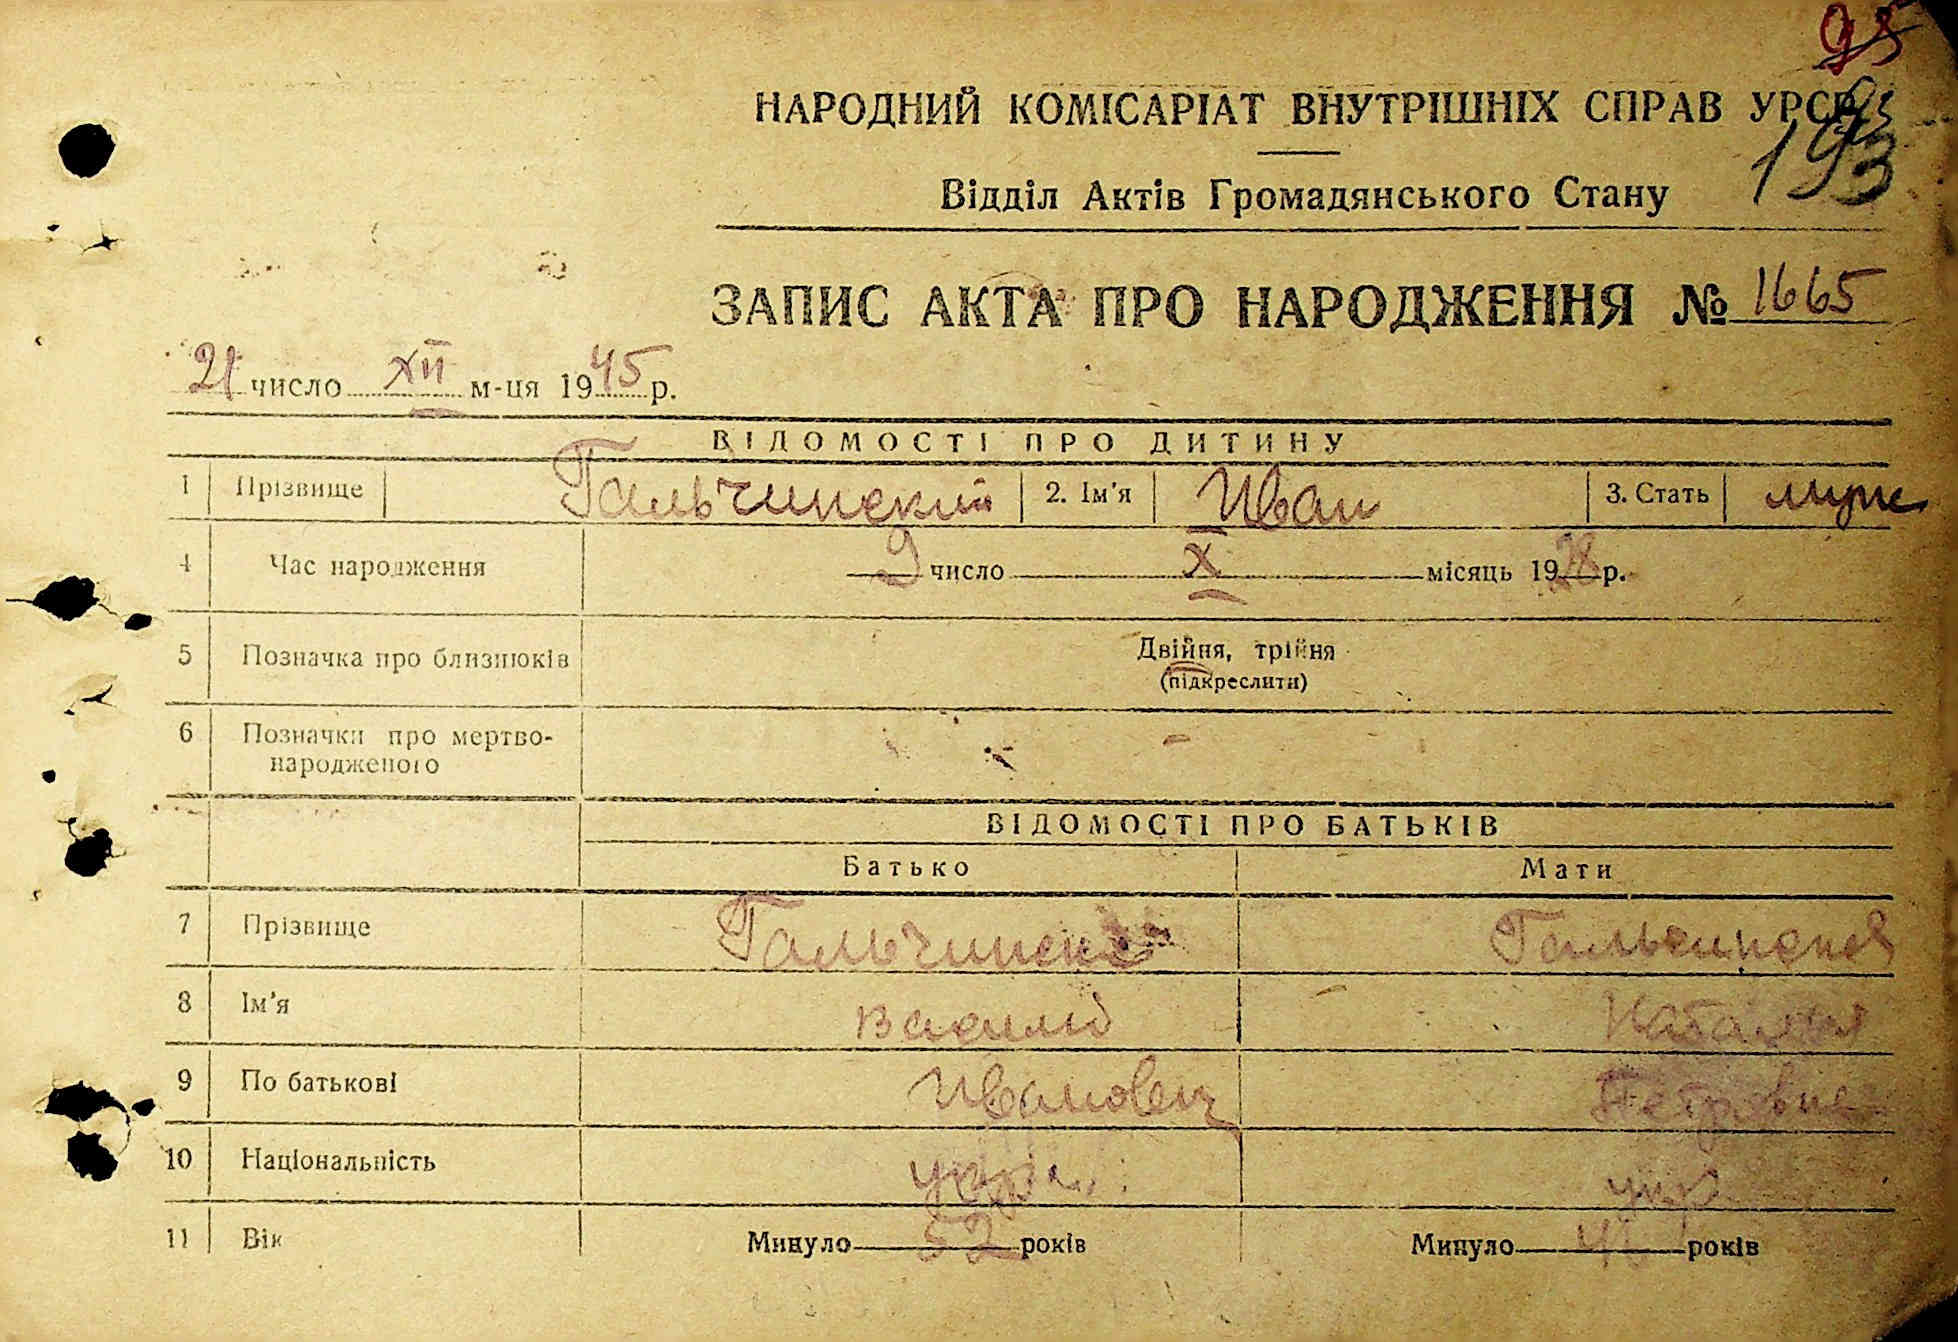 95
НАРОДНИЙ КОМІСАРІАТ ВНУТРІШНІХ СПРАВ УРСР
193
Відділ Актів Громадянського Стану
ЗАПИС АКТА ПРО НАРОДЖЕННЯ № 1665
21 число XII м-ця 1945 р.
ВІДОМОСТІ ПРО ДИТИНУ
1 Прізвище Гальчинский 2. Ім'я Иван 3. Стать муж
4 Час народження 9 число X місяць 1928 р.
5 Позначка про близнюків Двійня, трійня
(підкреслити)
6 Позначки про мертво-
народженого
ВІДОМОСТІ ПРО БАТЬКІВ
Батько Мати
7 Прізвище Гальчинский Гальчинская
8 Ім'я Василий Наталия
9 По батькові Иванович Петровна
10 Національність укр. укр
11 Вік Минуло 52 років Минуло 41 років